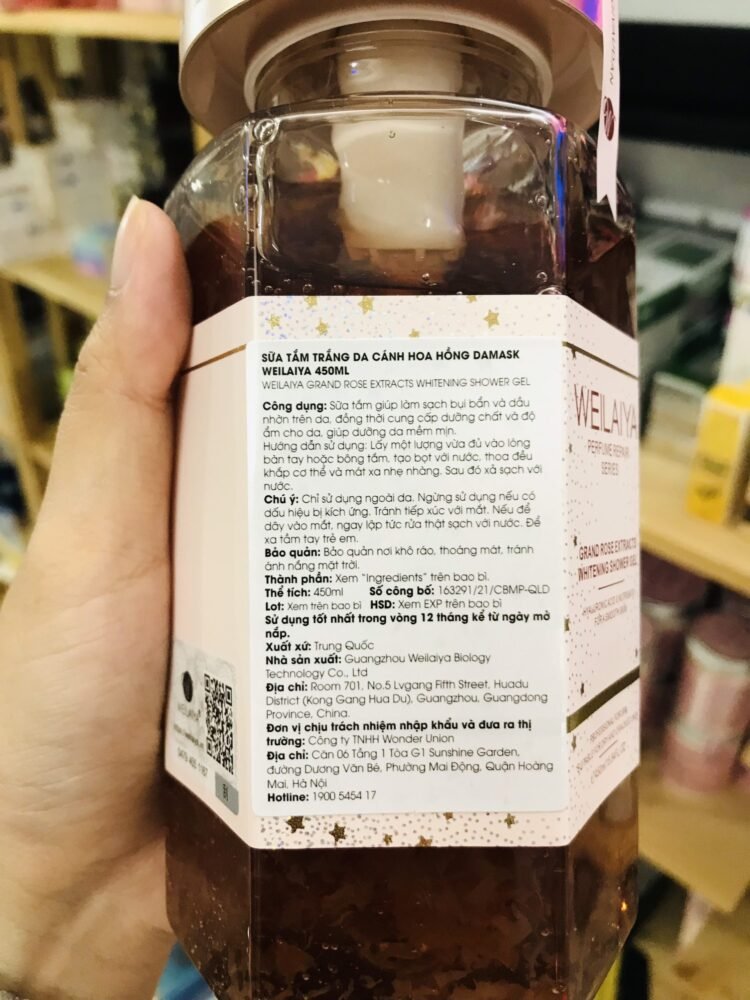 SỮA TẮM TRẮNG DA CÁNH HOA HỒNG DAMASK
WEILAIYA 450ML
WEILAIYA GRAND ROSE EXTRACTS WHITENING SHOWER GEL
Công dụng: Sữa tắm giúp làm sạch bụi bẩn và dầu
nhờn trên da, đồng thời cung cấp dưỡng chất và độ
ẩm cho da, giúp dưỡng da mềm mịn.
Hướng dẫn sử dụng: Lấy một lượng vừa đủ vào lòng
bàn tay hoặc bông tắm, tạo bọt với nước, thoa đều
khắp cơ thể và mát xa nhẹ nhàng. Sau đó xả sạch với
nước.
Chú ý: Chỉ sử dụng ngoài da. Ngừng sử dụng nếu có
dấu hiệu bị kích ứng. Tránh tiếp xúc với mắt. Nếu để
dây vào mắt, ngay lập tức rửa thật sạch với nước. Để
xa tầm tay trẻ em.
Bảo quản: Bảo quản nơi khô ráo, thoáng mát, tránh
ánh nắng mặt trời.
Thành phần: Xem "Ingredients" trên bao bì.
Thể tích: 450ml Số công bố: 163291/21/CBMP-QLD
Lot: Xem trên bao bì HSD: Xem EXP trên bao bì
Sử dụng tốt nhất trong vòng 12 tháng kể từ ngày mở
nắp.
Xuất xứ: Trung Quốc
Nhà sản xuất: Guangzhou Weilaiya Biology
Technology Co., Ltd
Địa chỉ: Room 701, No.5 Lvgang Fifth Street, Huadu
District (Kong Gang Hua Du), Guangzhou, Guangdong
Province, China.
Đơn vị chịu trách nhiệm nhập khẩu và đưa ra thị
trường: Công ty TNHH Wonder Union
Địa chỉ: Căn 06 Tầng 1 Tòa G1 Sunshine Garden,
đường Dương Văn Bé, Phường Mai Động, Quận Hoàng
Mai, Hà Nội
Hotline: 1900 5454 17
WEILAIYA
PERFUME REPAIR
SERIES
GRAND ROSE EXTRACTS
WHITENING SHOWER GEL
WEILAIYA